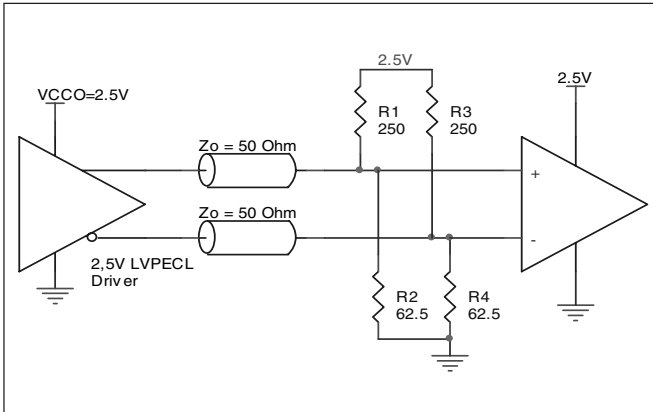 2.5V
2.5V
VCCO=2.5V
R1
250
R3
250
Zo = 50 Ohm
+
Zo = 50 Ohm
-
2,5V LVPECL
Driver
R2
62.5
R4
62.5